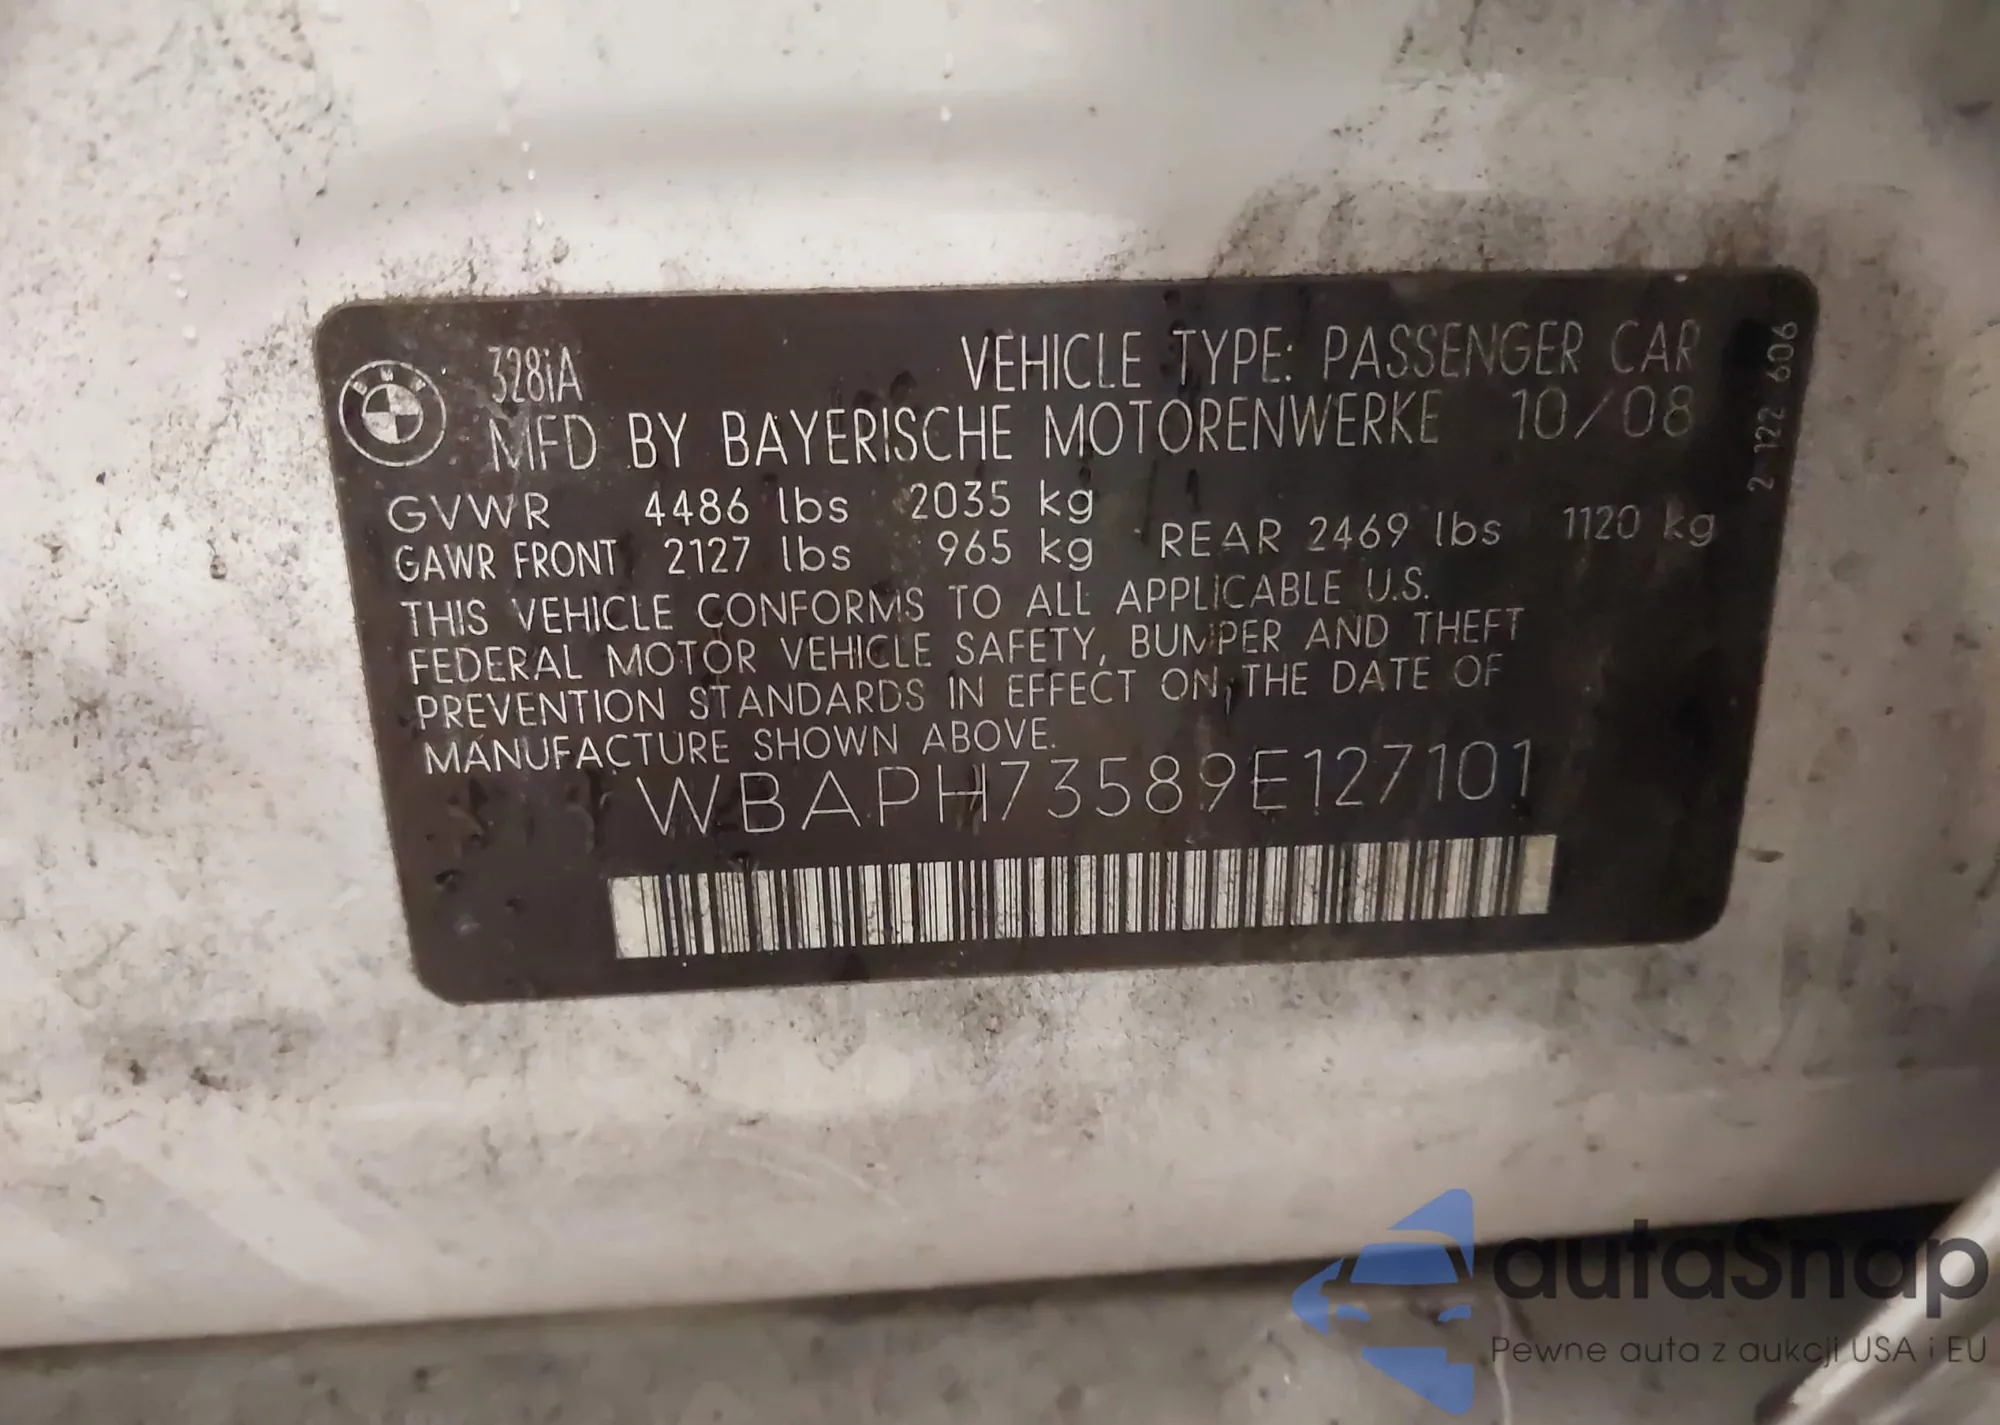 328iA
VEHICLE TYPE: PASSENGER CAR
MFD BY BAYERISCHE MOTORENWERKE 10/08
GVWR 4486 lbs 2035 kg
GAWR FRONT 2127 lbs 965 kg REAR 2469 lbs 1120 kg
THIS VEHICLE CONFORMS TO ALL APPLICABLE U.S.
FEDERAL MOTOR VEHICLE SAFETY, BUMPER AND THEFT
PREVENTION STANDARDS IN EFFECT ON THE DATE OF
MANUFACTURE SHOWN ABOVE.
WBAPH73589E127101
2 122 606
BMW
autaSnap
Pewne auta z aukcji USA i EU